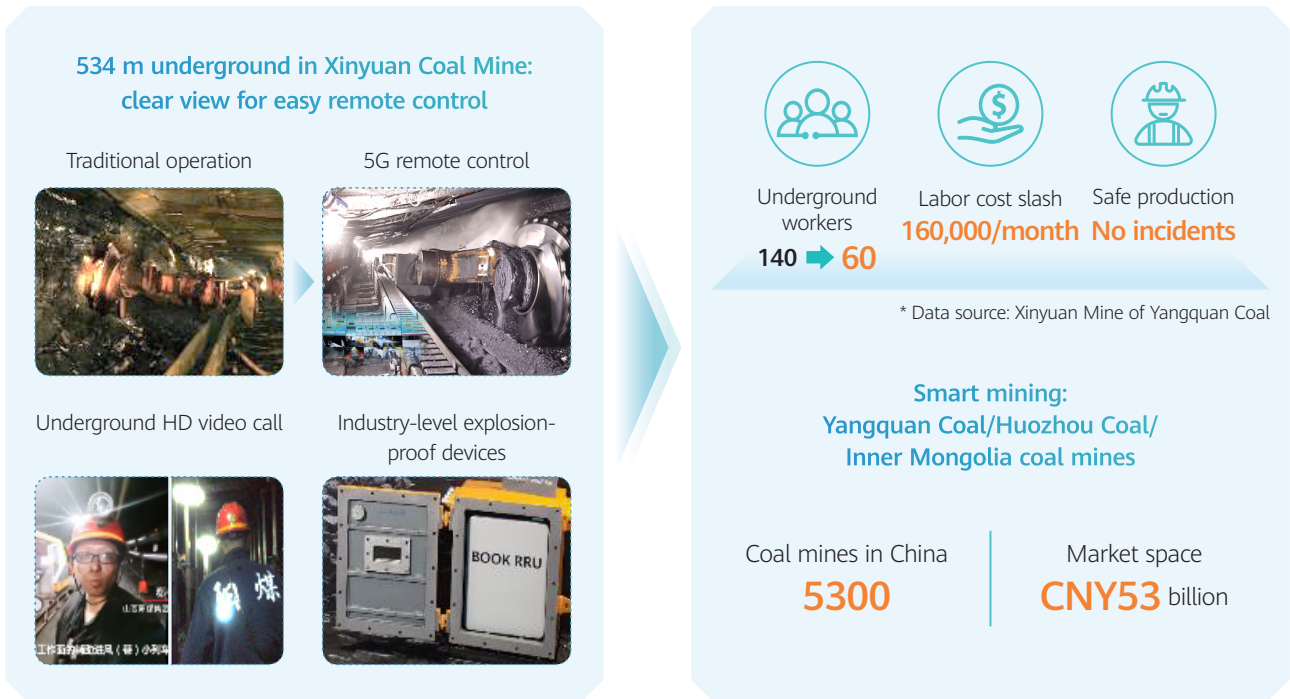 534 m underground in Xinyuan Coal Mine:
clear view for easy remote control
Traditional operation
5G remote control
Underground HD video call
Industry-level explosion-
proof devices
BOOK RRU
煤
Underground
workers
140 60
Labor cost slash
160,000/month
Safe production
No incidents
* Data source: Xinyuan Mine of Yangquan Coal
Smart mining:
Yangquan Coal/Huozhou Coal/
Inner Mongolia coal mines
Coal mines in China
5300
Market space
CNY53 billion